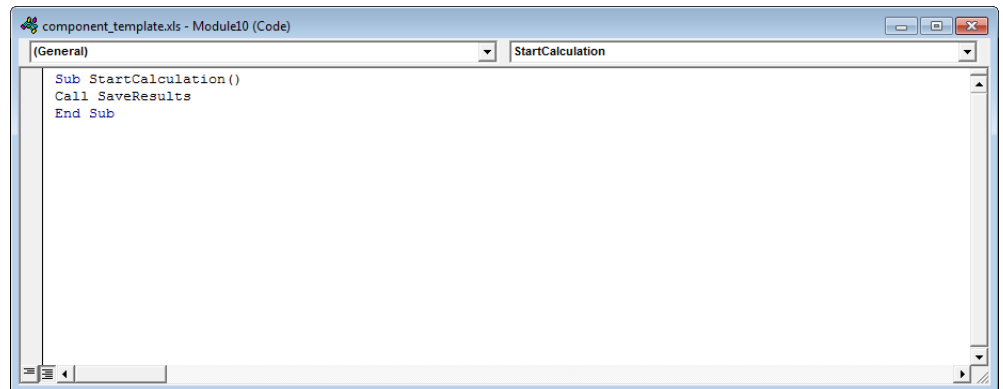 component_template.xls - Module10 (Code)
(General) StartCalculation
Sub StartCalculation()
Call SaveResults
End Sub